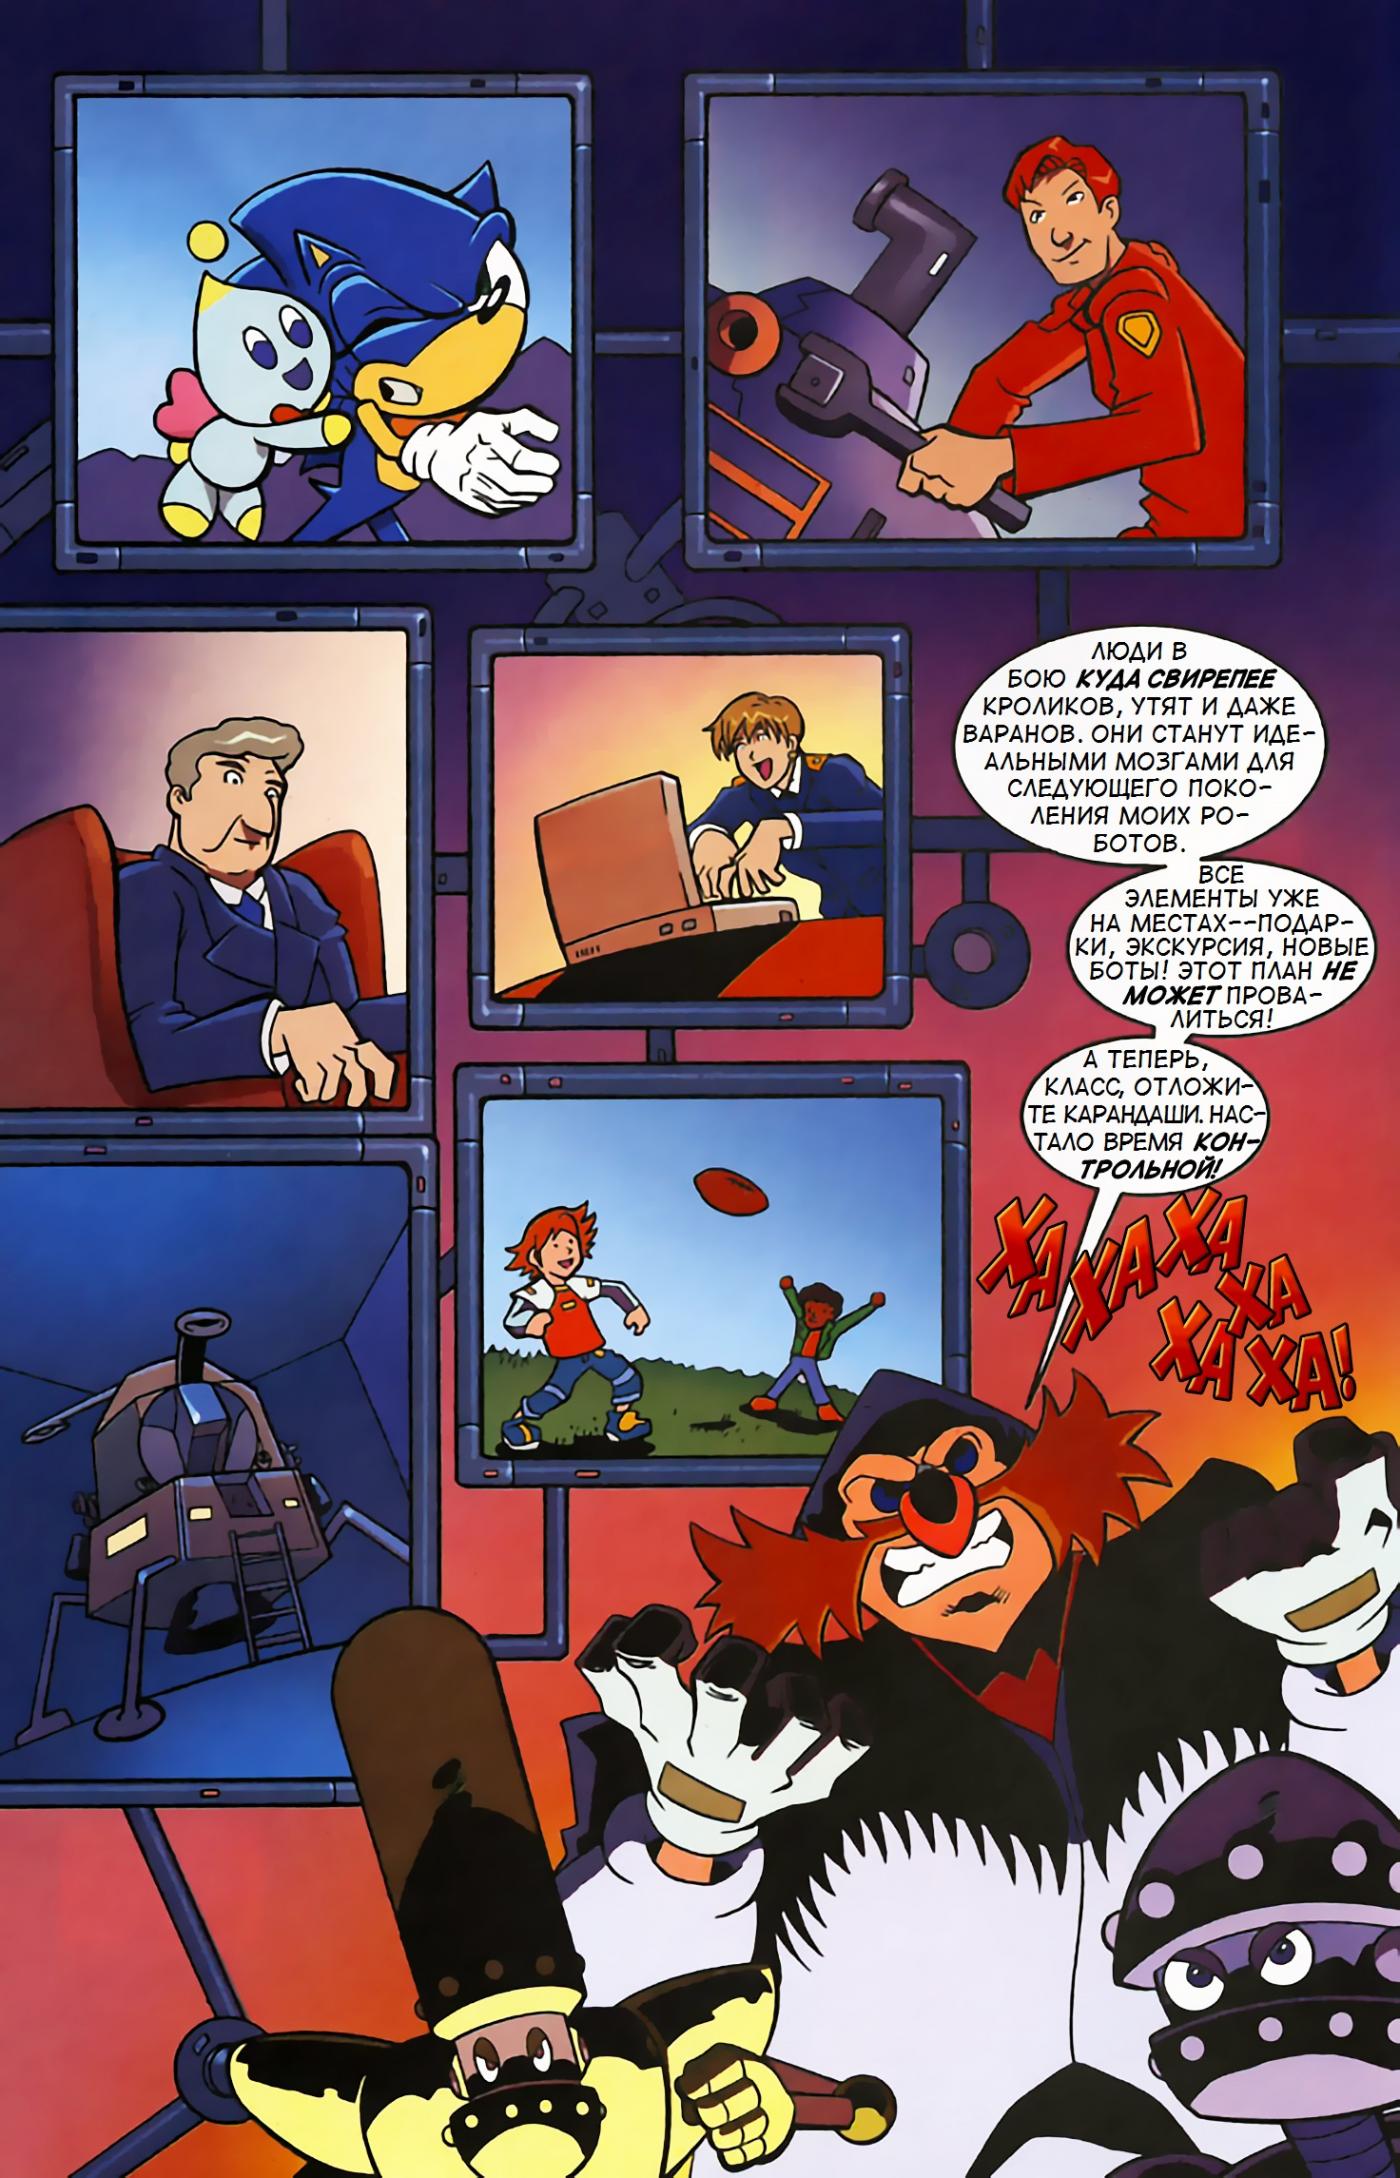 ЛЮДИ В
БОЮ КУДА СВИРЕПЕЕ
КРОЛИКОВ, УТЯТ И ДАЖЕ
ВАРАНОВ. ОНИ СТАНУТ ИДЕ-
АЛЬНЫМИ МОЗГАМИ ДЛЯ
СЛЕДУЮЩЕГО ПОКО-
ЛЕНИЯ МОИХ РО-
БОТОВ.
ВСЕ
ЭЛЕМЕНТЫ УЖЕ
НА МЕСТАХ--ПОДАР-
КИ, ЭКСКУРСИЯ, НОВЫЕ
БОТЫ! ЭТОТ ПЛАН НЕ
МОЖЕТ ПРОВА-
ЛИТЬСЯ!
А ТЕПЕРЬ,
КЛАСС, ОТЛОЖИ-
ТЕ КАРАНДАШИ. НАС-
ТАЛО ВРЕМЯ КОН-
ТРОЛЬНОЙ!
ХА ХА ХА
ХА ХА ХА!